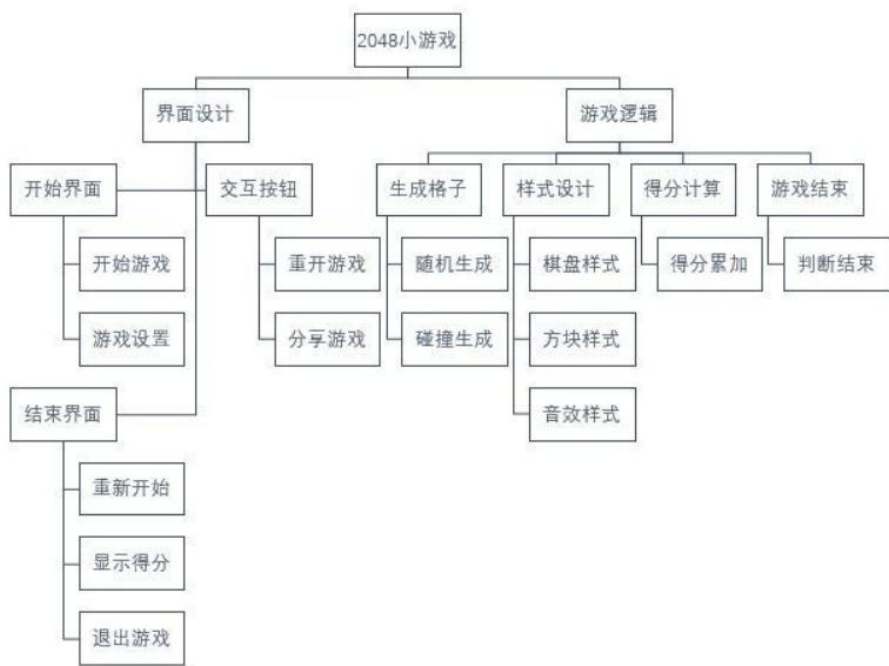 2048小游戏
界面设计
游戏逻辑
开始界面
交互按钮
生成格子
样式设计
得分计算
游戏结束
开始游戏
重开游戏
随机生成
棋盘样式
得分累加
判断结束
游戏设置
分享游戏
碰撞生成
方块样式
结束界面
音效样式
重新开始
显示得分
退出游戏